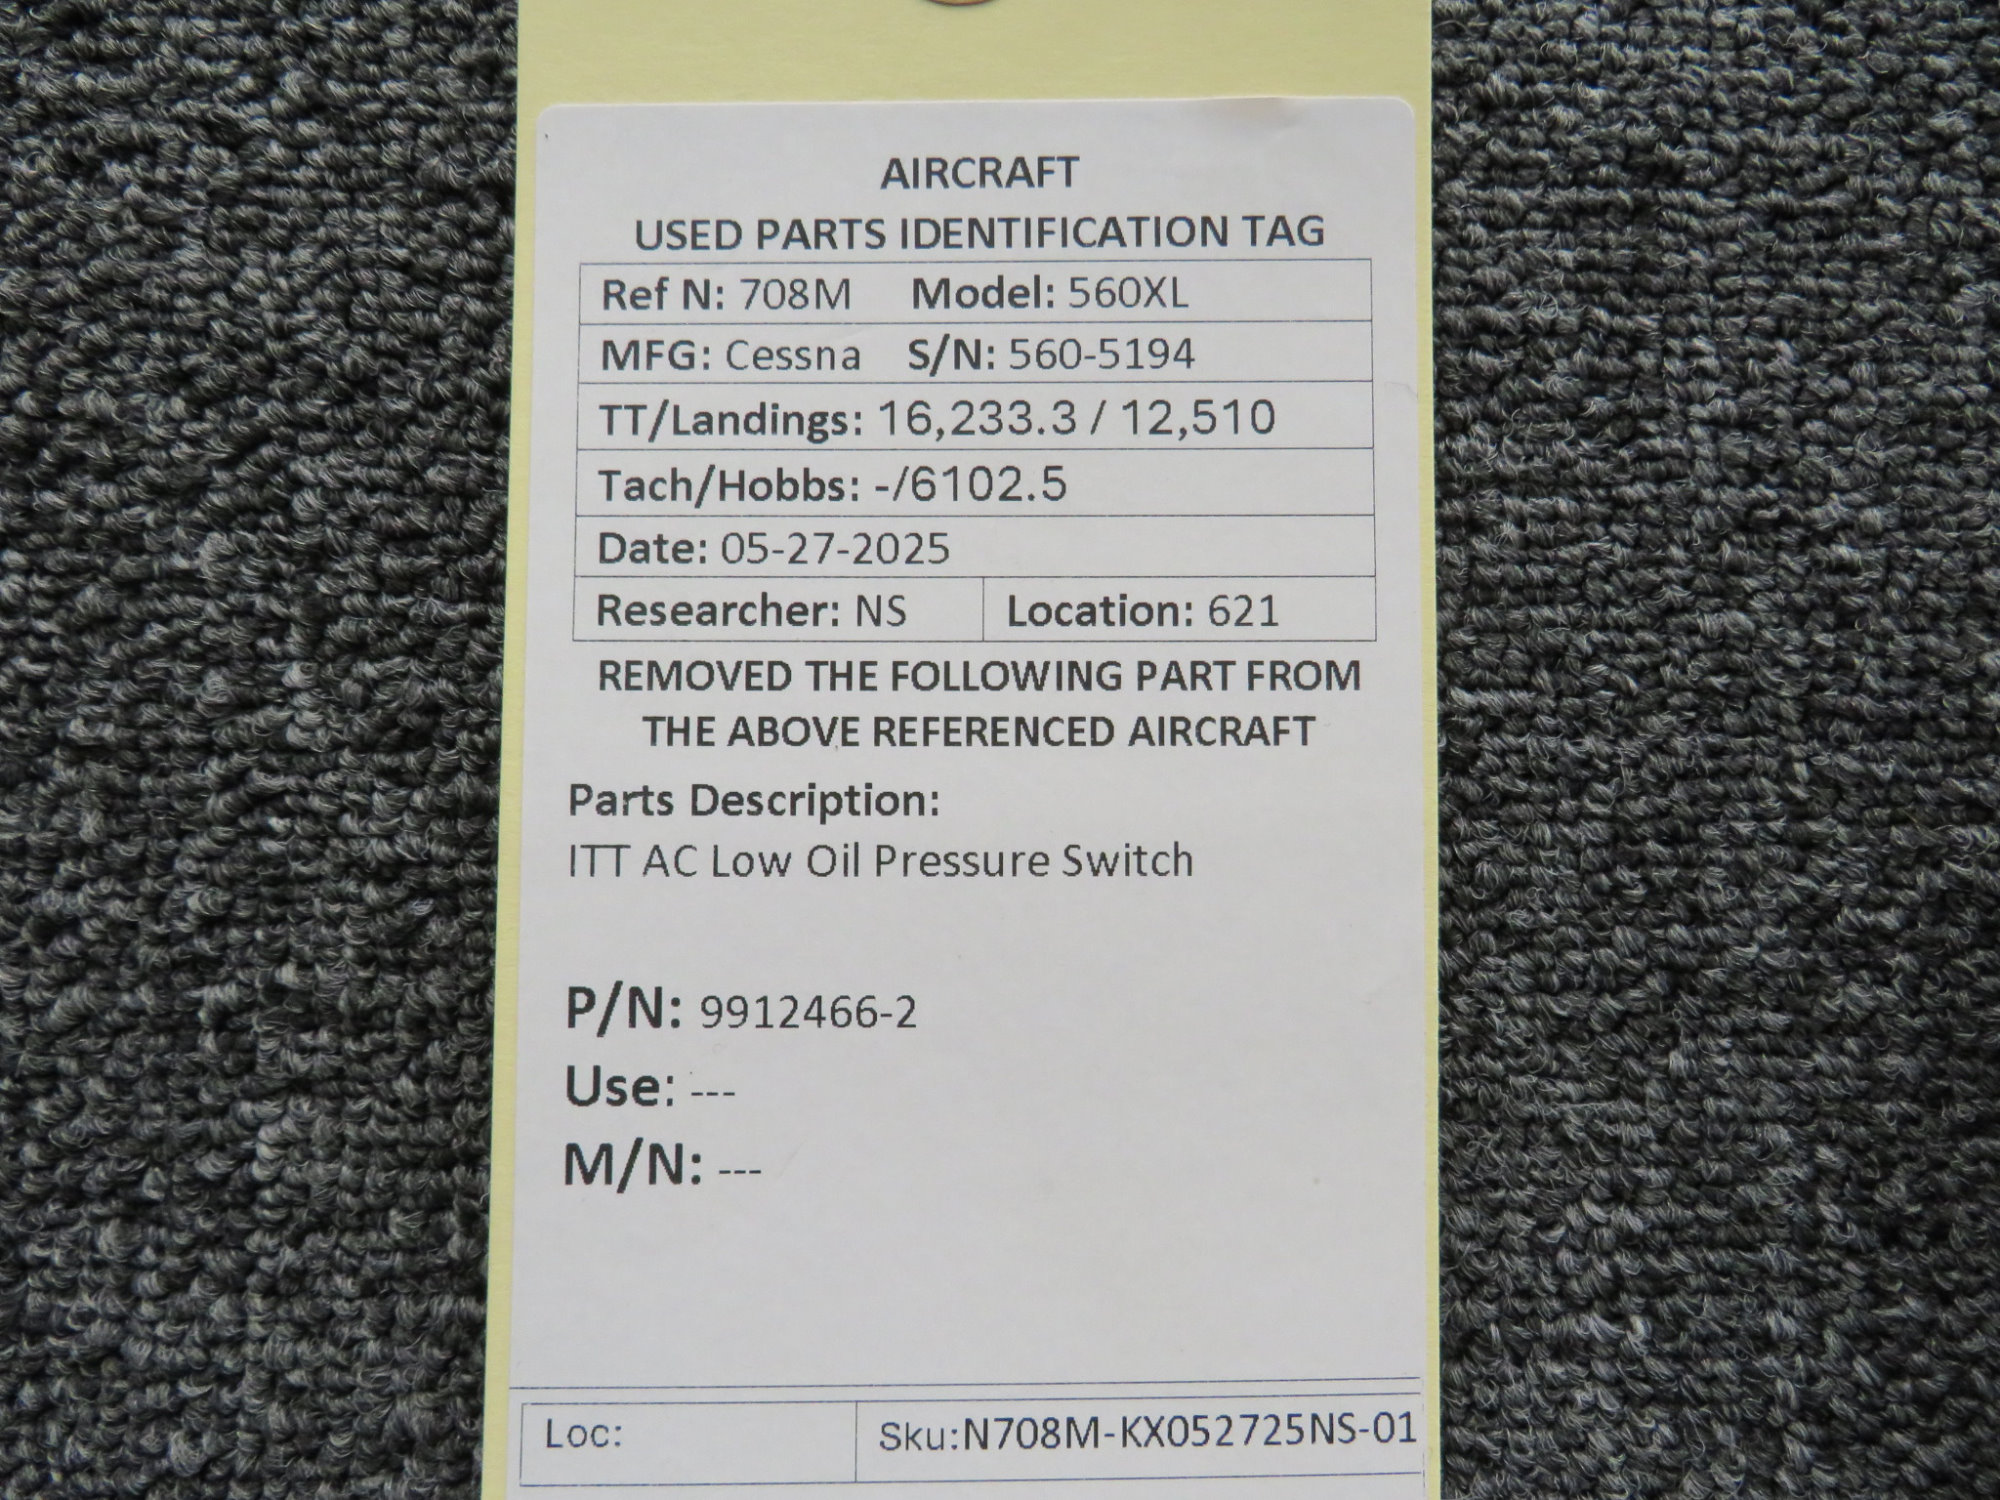 AIRCRAFT
USED PARTS IDENTIFICATION TAG
Ref N: 708M Model: 560XL
MFG: Cessna S/N: 560-5194
TT/Landings: 16,233.3 / 12,510
Tach/Hobbs: -/6102.5
Date: 05-27-2025
Researcher: NS Location: 621
REMOVED THE FOLLOWING PART FROM
THE ABOVE REFERENCED AIRCRAFT
Parts Description:
ITT AC Low Oil Pressure Switch
P/N: 9912466-2
Use: ---
M/N: ---
Loc: Sku:N708M-KX052725NS-01